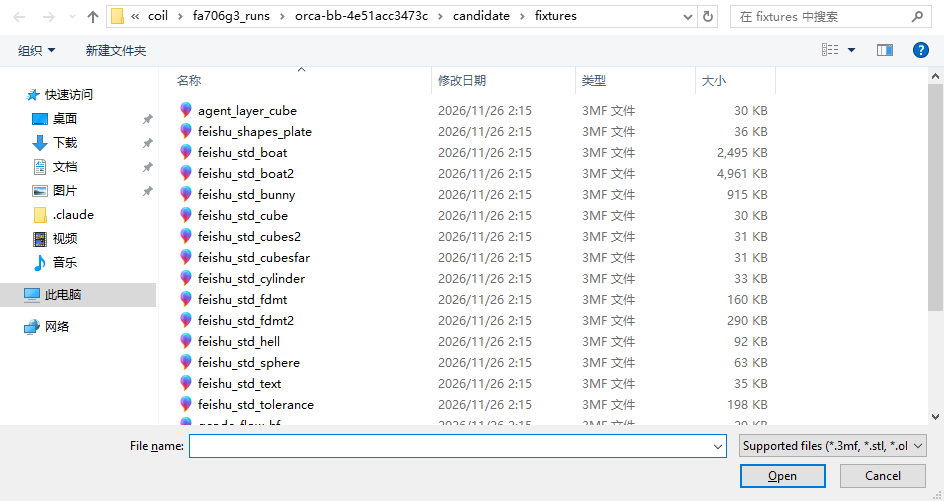 « coil › fa706g3_runs › orca-bb-4e51acc3473c › candidate › fixtures
在 fixtures 中搜索
组织 新建文件夹
名称 修改日期 类型 大小
快速访问
桌面
下载
文档
图片
.claude
视频
音乐
此电脑
网络
agent_layer_cube 2026/11/26 2:15 3MF 文件 30 KB
feishu_shapes_plate 2026/11/26 2:15 3MF 文件 36 KB
feishu_std_boat 2026/11/26 2:15 3MF 文件 2,495 KB
feishu_std_boat2 2026/11/26 2:15 3MF 文件 4,961 KB
feishu_std_bunny 2026/11/26 2:15 3MF 文件 915 KB
feishu_std_cube 2026/11/26 2:15 3MF 文件 30 KB
feishu_std_cubes2 2026/11/26 2:15 3MF 文件 31 KB
feishu_std_cubesfar 2026/11/26 2:15 3MF 文件 31 KB
feishu_std_cylinder 2026/11/26 2:15 3MF 文件 33 KB
feishu_std_fdmt 2026/11/26 2:15 3MF 文件 160 KB
feishu_std_fdmt2 2026/11/26 2:15 3MF 文件 290 KB
feishu_std_hell 2026/11/26 2:15 3MF 文件 92 KB
feishu_std_sphere 2026/11/26 2:15 3MF 文件 63 KB
feishu_std_text 2026/11/26 2:15 3MF 文件 35 KB
feishu_std_tolerance 2026/11/26 2:15 3MF 文件 198 KB
File name:
Supported files (*.3mf, *.stl, *.ol
Open Cancel